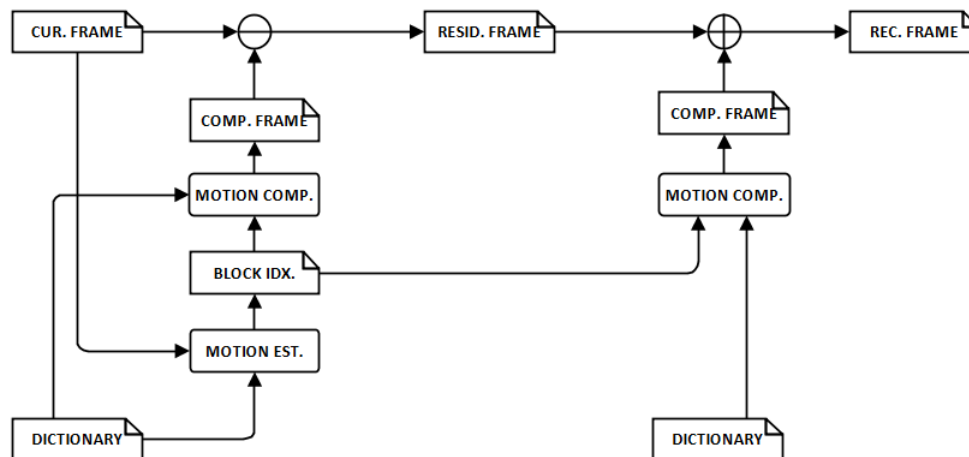 CUR. FRAME
RESID. FRAME
REC. FRAME
COMP. FRAME
COMP. FRAME
MOTION COMP.
MOTION COMP.
BLOCK IDX.
MOTION EST.
DICTIONARY
DICTIONARY